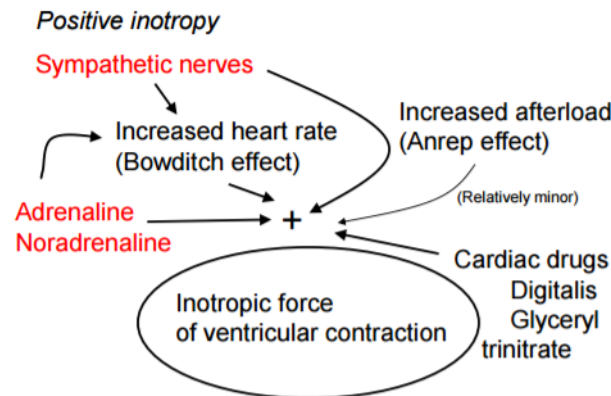 Positive inotropy
Sympathetic nerves
Increased heart rate
(Bowditch effect)
Increased afterload
(Anrep effect)
(Relatively minor)
Adrenaline
Noradrenaline
+
Cardiac drugs
Digitalis
Glyceryl
trinitrate
Inotropic force
of ventricular contraction